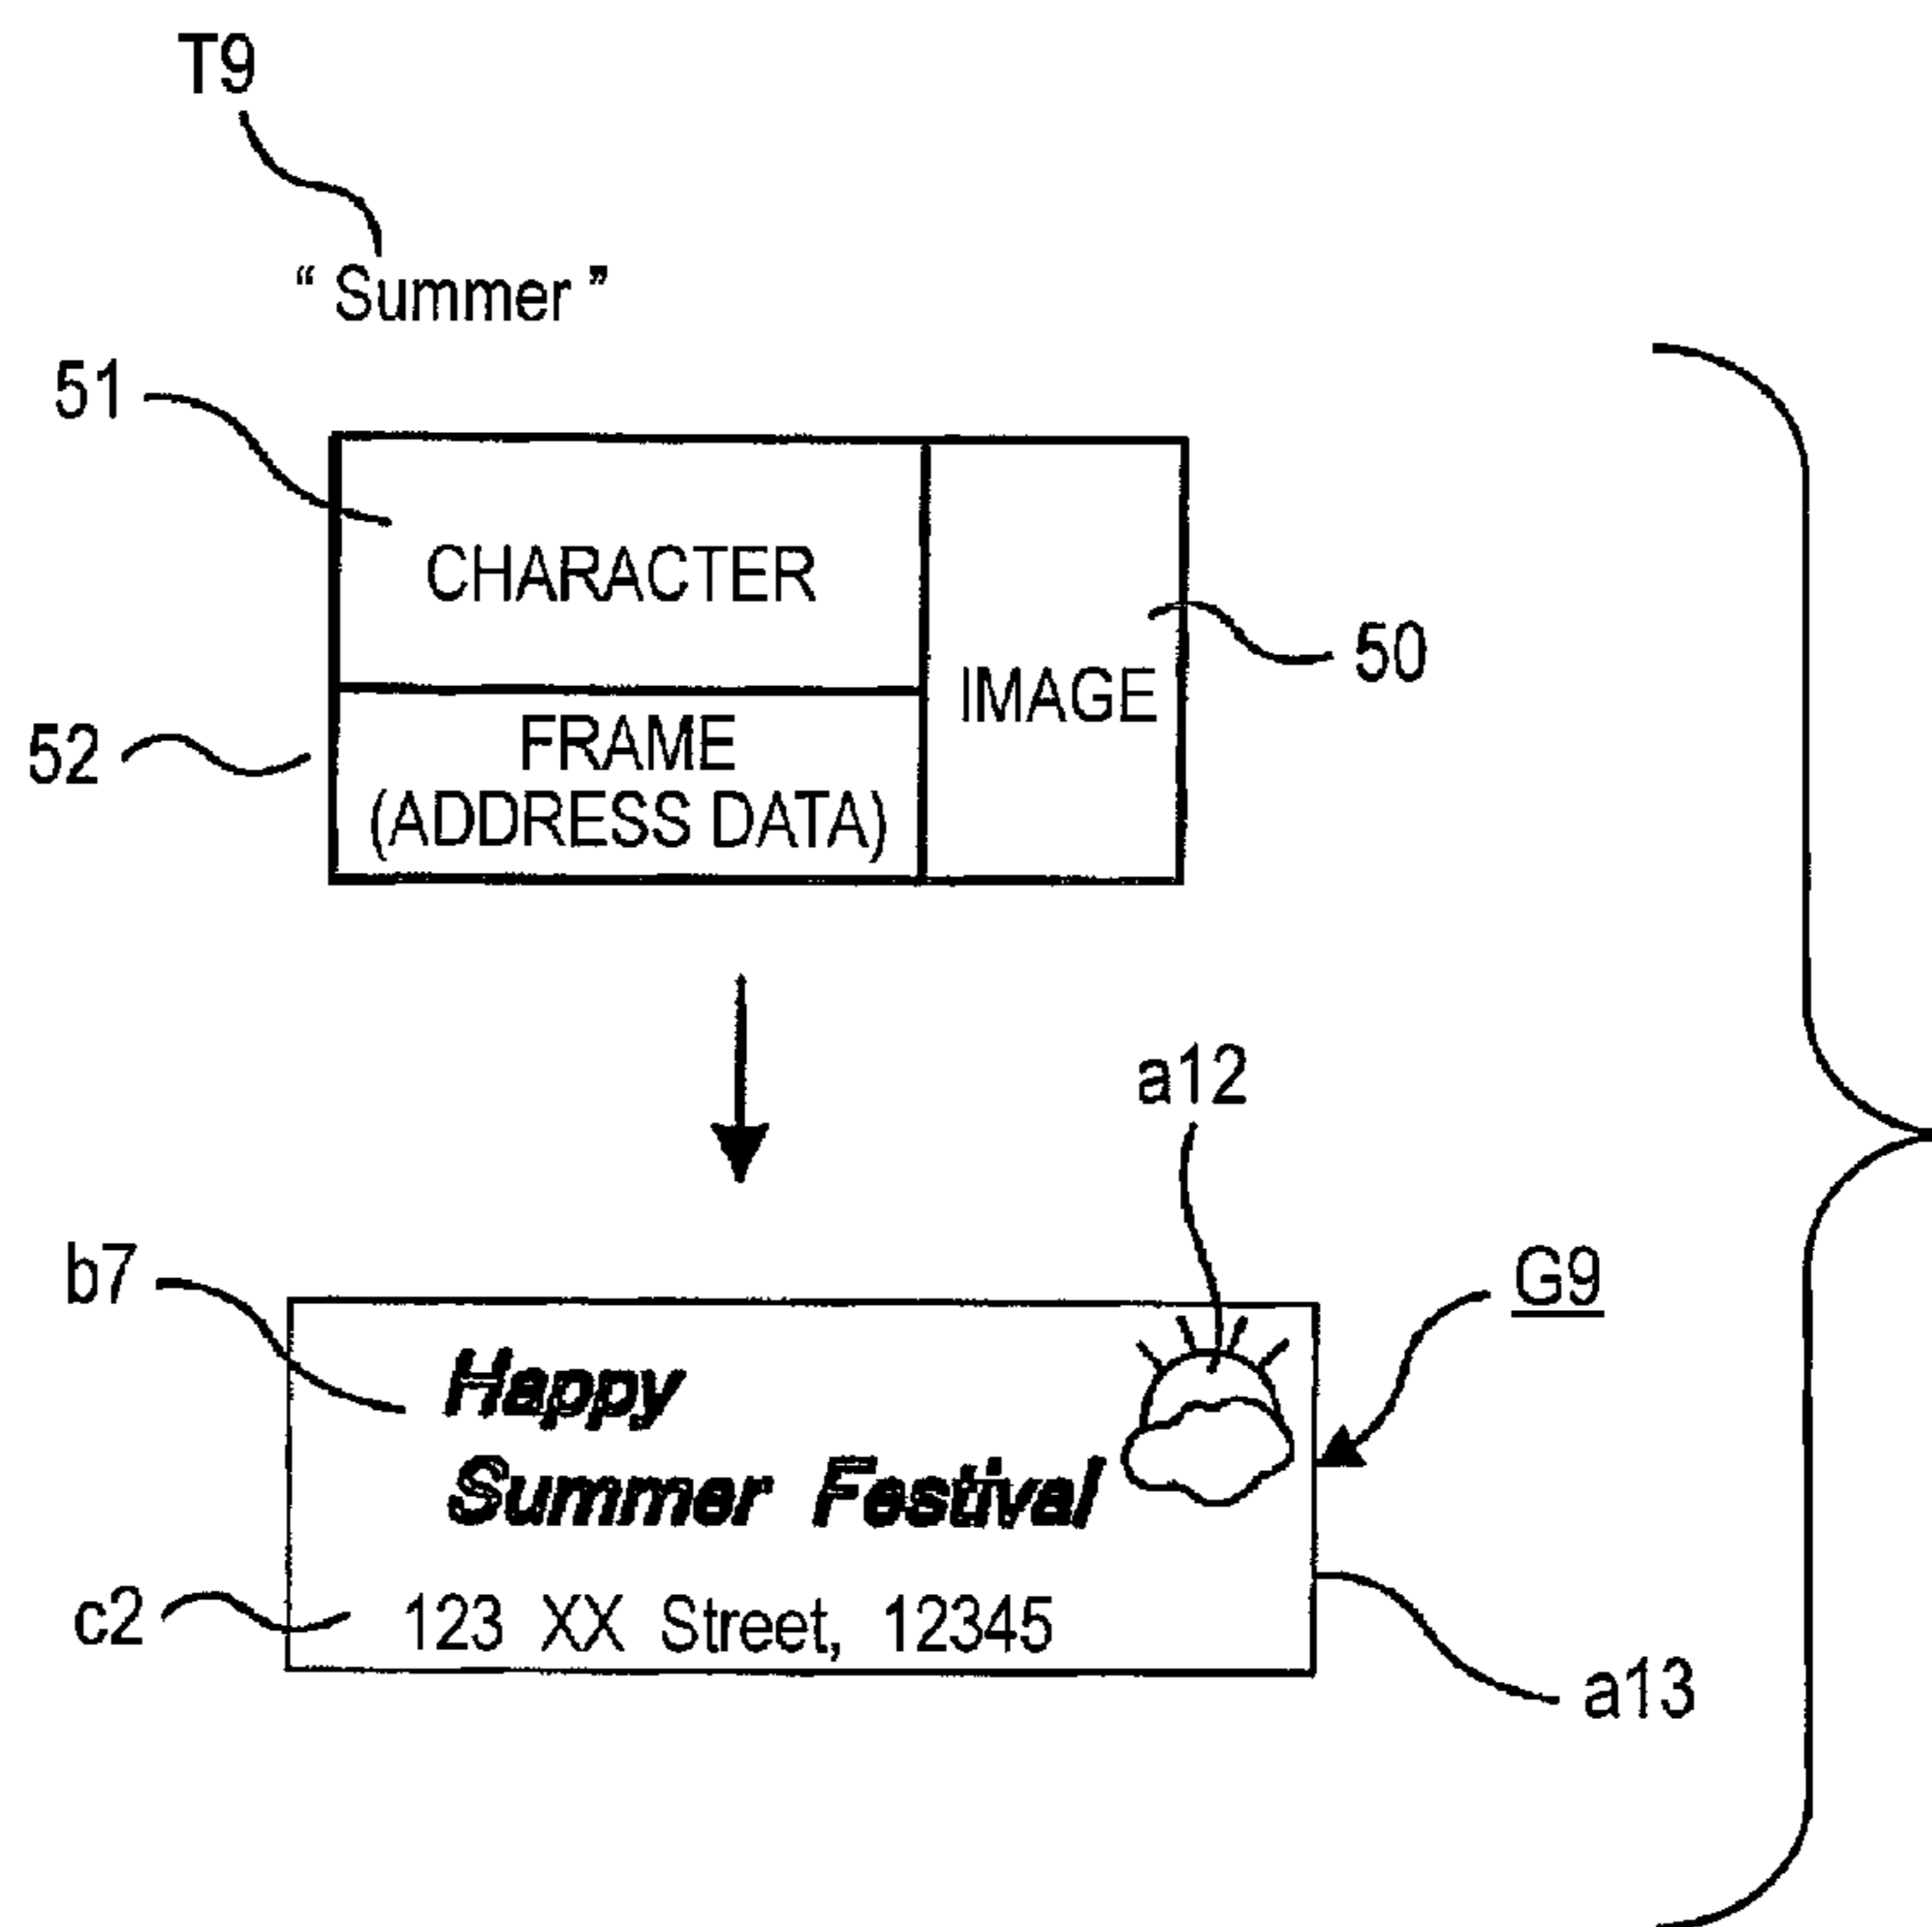 T9
“ Summer ”
51
CHARACTER
50
IMAGE
52
FRAME
(ADDRESS DATA)
a12
b7
G9
Happy
Summer Festival
c2
123 XX Street, 12345
a13